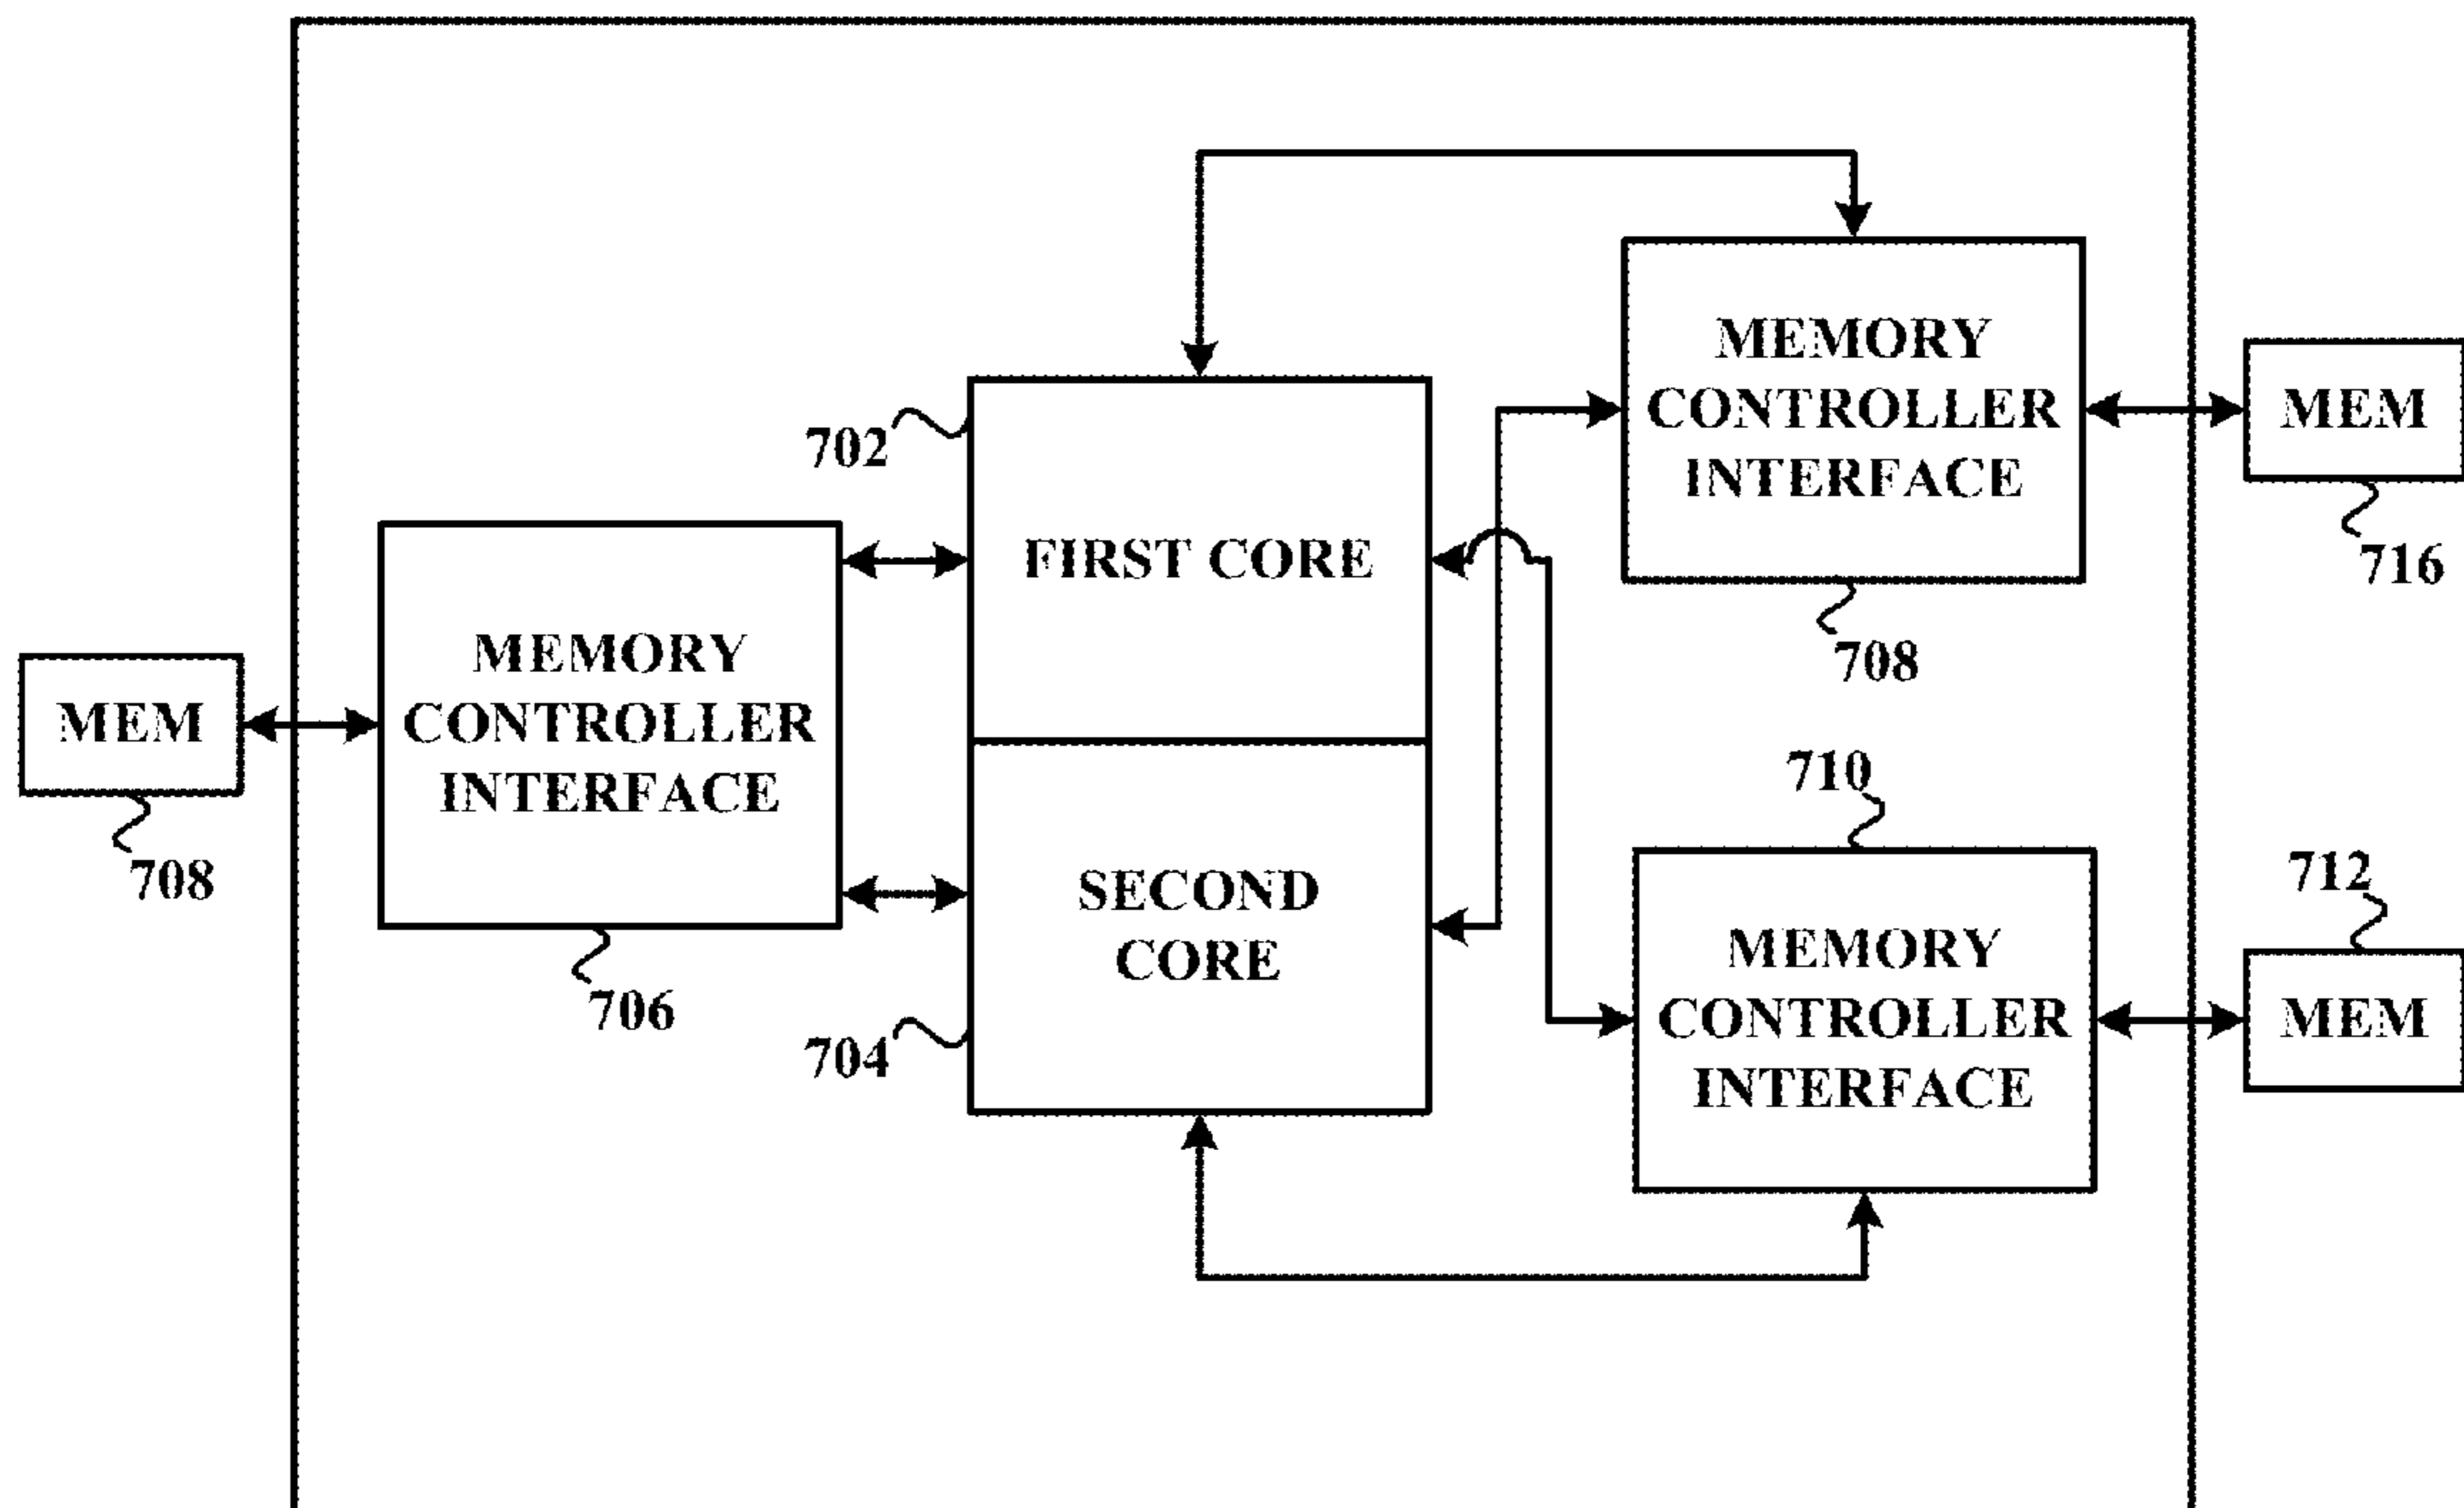 MEMORY
CONTROLLER
INTERFACE
708
MEM
716
702
FIRST CORE
MEMORY
CONTROLLER
INTERFACE
706
MEM
708
SECOND
CORE
704
710
MEMORY
CONTROLLER
INTERFACE
712
MEM